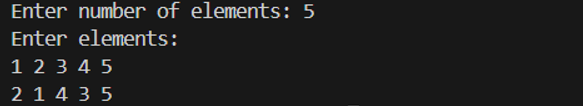 Enter number of elements: 5
Enter elements:
1 2 3 4 5
2 1 4 3 5